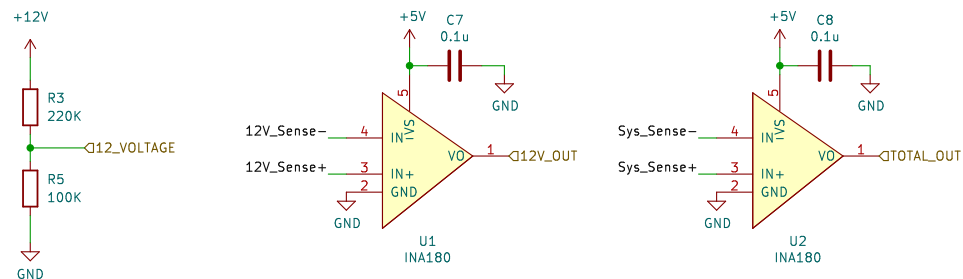 +12V
R3
220K
12_VOLTAGE
R5
100K
GND
+5V
C7
0.1u
GND
5
VS
12V_Sense-
4
IN-
12V_Sense+
3
IN+
2
GND
GND
VO
1
12V_OUT
U1
INA180
+5V
C8
0.1u
GND
5
VS
Sys_Sense-
4
IN-
Sys_Sense+
3
IN+
2
GND
GND
VO
1
TOTAL_OUT
U2
INA180